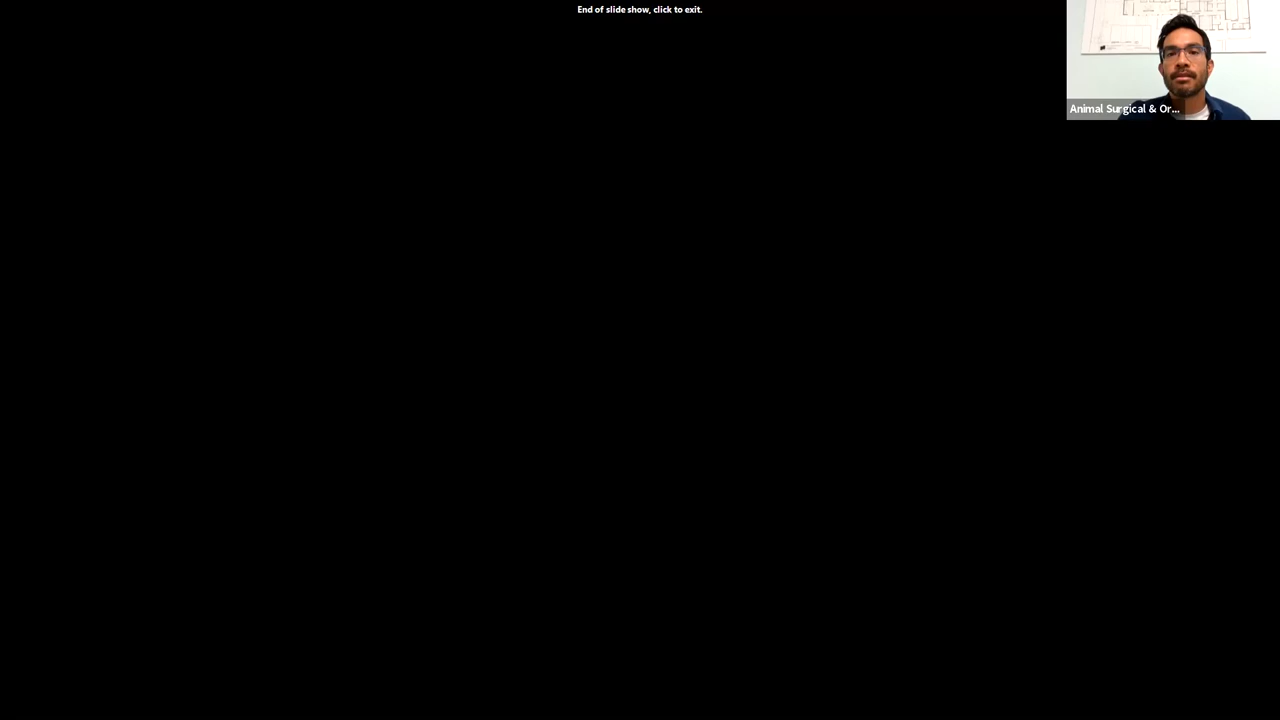 End of slide show, click to exit.
Animal Surgical & Or...